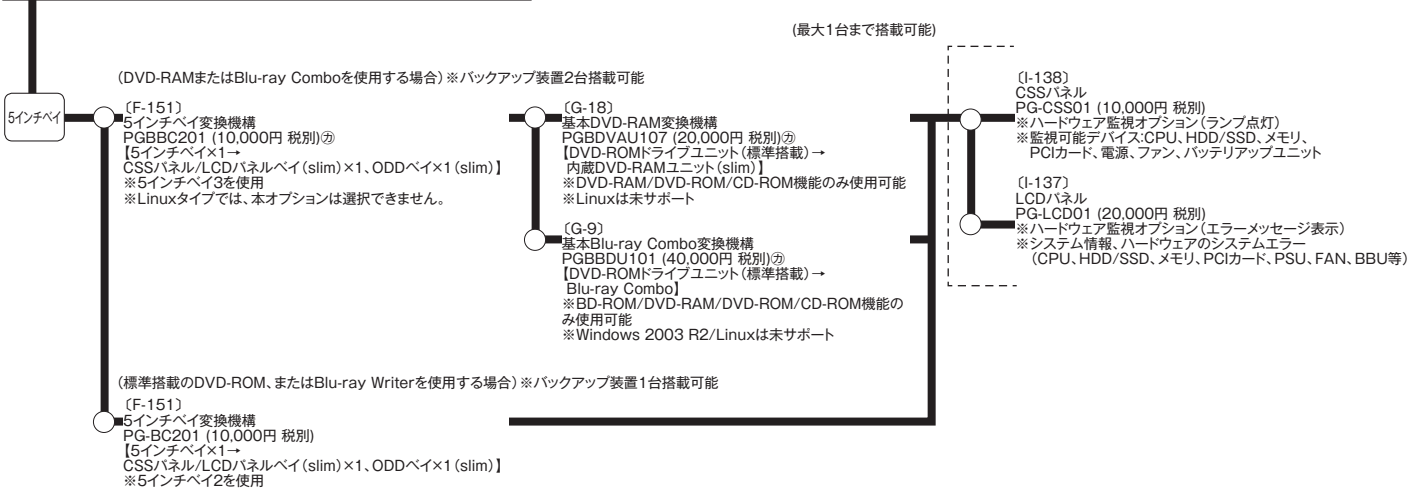 (最大1台まで搭載可能)
(DVD-RAMまたはBlu-ray Comboを使用する場合)※バックアップ装置2台搭載可能
5インチベイ
〔F-151〕
5インチベイ変換機構
PGBBC201 (10,000円 税別)㋕
【5インチベイ×1→
CSSパネル/LCDパネルベイ(slim)×1、ODDベイ×1(slim)】
※5インチベイ3を使用
※Linuxタイプでは、本オプションは選択できません。
〔G-18〕
基本DVD-RAM変換機構
PGBDVAU107 (20,000円 税別)㋕
【DVD-ROMドライブユニット(標準搭載)→
内蔵DVD-RAMユニット(slim)】
※DVD-RAM/DVD-ROM/CD-ROM機能のみ使用可能
※Linuxは未サポート
〔G-9〕
基本Blu-ray Combo変換機構
PGBBDU101 (40,000円 税別)㋕
【DVD-ROMドライブユニット(標準搭載)→
Blu-ray Combo】
※BD-ROM/DVD-RAM/DVD-ROM/CD-ROM機能の
み使用可能
※Windows 2003 R2/Linuxは未サポート
〔I-138〕
CSSパネル
PG-CSS01 (10,000円 税別)
※ハードウェア監視オプション(ランプ点灯)
※監視可能デバイス:CPU、HDD/SSD、メモリ、
PCIカード、電源、ファン、バッテリアップユニット
〔I-137〕
LCDパネル
PG-LCD01 (20,000円 税別)
※ハードウェア監視オプション(エラーメッセージ表示)
※システム情報、ハードウェアのシステムエラー
(CPU、HDD/SSD、メモリ、PCIカード、PSU、FAN、BBU等)
(標準搭載のDVD-ROM、またはBlu-ray Writerを使用する場合)※バックアップ装置1台搭載可能
〔F-151〕
5インチベイ変換機構
PG-BC201 (10,000円 税別)
【5インチベイ×1→
CSSパネル/LCDパネルベイ(slim)×1、ODDベイ×1(slim)】
※5インチベイ2を使用